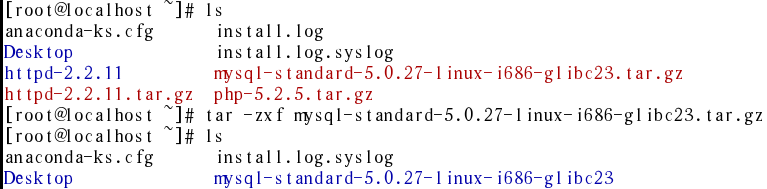 [root@localhost ~]# ls
anaconda-ks.cfg install.log
Desktop install.log.syslog
httpd-2.2.11 mysql-standard-5.0.27-linux-i686-glibc23.tar.gz
httpd-2.2.11.tar.gz php-5.2.5.tar.gz
[root@localhost ~]# tar -zxf mysql-standard-5.0.27-linux-i686-glibc23.tar.gz
[root@localhost ~]# ls
anaconda-ks.cfg install.log.syslog
Desktop mysql-standard-5.0.27-linux-i686-glibc23